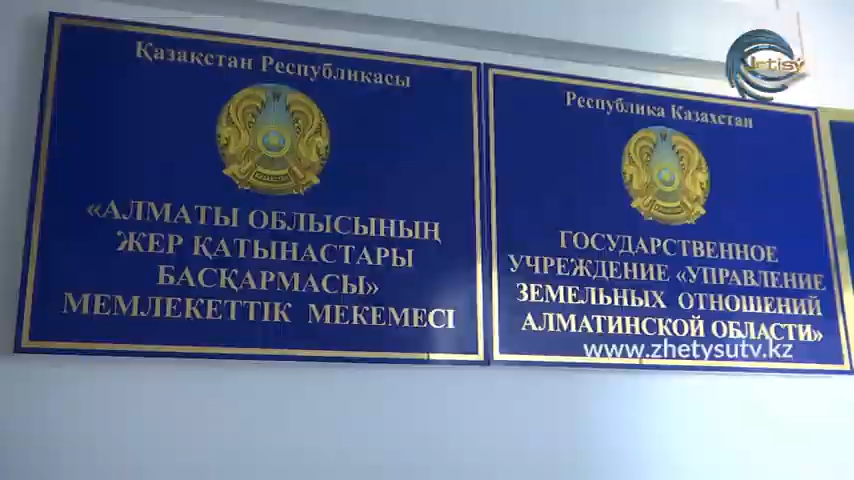 Қазақстан Республикасы
«АЛМАТЫ ОБЛЫСЫНЫҢ
ЖЕР ҚАТЫНАСТАРЫ
БАСҚАРМАСЫ»
МЕМЛЕКЕТТІК МЕКЕМЕСІ
Республика Казахстан
ГОСУДАРСТВЕННОЕ
УЧРЕЖДЕНИЕ «УПРАВЛЕНИЕ
ЗЕМЕЛЬНЫХ ОТНОШЕНИЙ
АЛМАТИНСКОЙ ОБЛАСТИ»
www.zhetysutv.kz